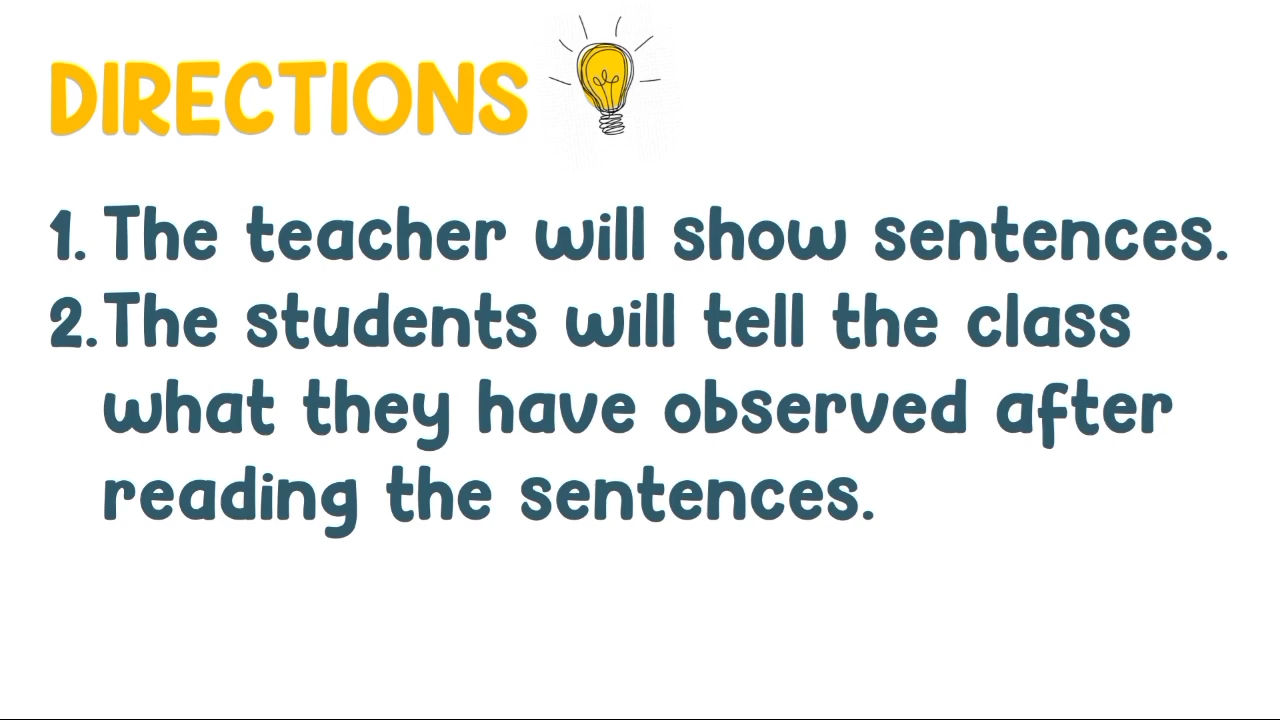 DIRECTIONS
1. The teacher will show sentences.
2. The students will tell the class
what they have observed after
reading the sentences.